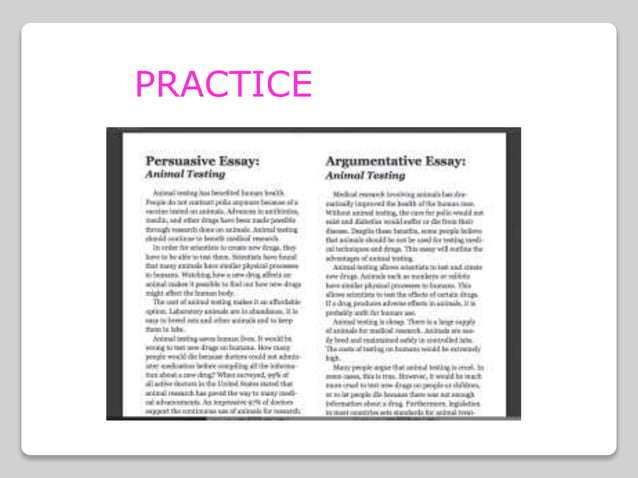 PRACTICE
Persuasive Essay:
Animal Testing
Animal testing has benefited human health.
People do not contract polio anymore because of a
vaccine tested on animals. Advances in antibiotics,
insulin, and other drugs have been made possible
through research done on animals. Animal testing
should continue to benefit medical research.
In order for scientists to create new drugs, they
have to be able to test them. Scientists have found
that many animals have similar physical processes
to humans. Watching how a new drug affects an
animal makes it possible to find out how new drugs
might affect the human body.
The cost of animal testing makes it an affordable
option. Laboratory animals are in abundance. It is
easy to breed rats and other animals and to keep
them in labs.
Animal testing saves human lives. It would be
wrong to test new drugs on humans. How many
people would die because doctors could not admin-
ister medication before compiling all the informa-
tion about a new drug? When surveyed, 99% of
all active doctors in the United States stated that
animal research has paved the way to many medi-
cal advancements. An impressive 97% of doctors
support the continuous use of animals for research.
Argumentative Essay:
Animal Testing
Medical research involving animals has dra-
matically improved the health of the human race.
Without animal testing, the cure for polio would not
exist and diabetics would suffer or die from their
disease. Despite these benefits, some people believe
that animals should be not be used for testing medi-
cal techniques and drugs. This essay will outline the
advantages of animal testing.
Animal testing allows scientists to test and create
new drugs. Animals such as monkeys or rabbits
have similar physical processes to humans. This
allows scientists to test the effects of certain drugs.
If a drug produces adverse effects in animals, it is
probably unfit for human use.
Animal testing is cheap. There is a large supply
of animals for medical research. Animals are eas-
ily bred and maintained safely in controlled labs.
The costs of testing on humans would be extremely
high.
Many people argue that animal testing is cruel. In
some cases, this is true. However, it would be much
more cruel to test new drugs on people or children,
or to let people die because there was not enough
information about a drug. Furthermore, legislation
in most countries sets standards for animal treat-